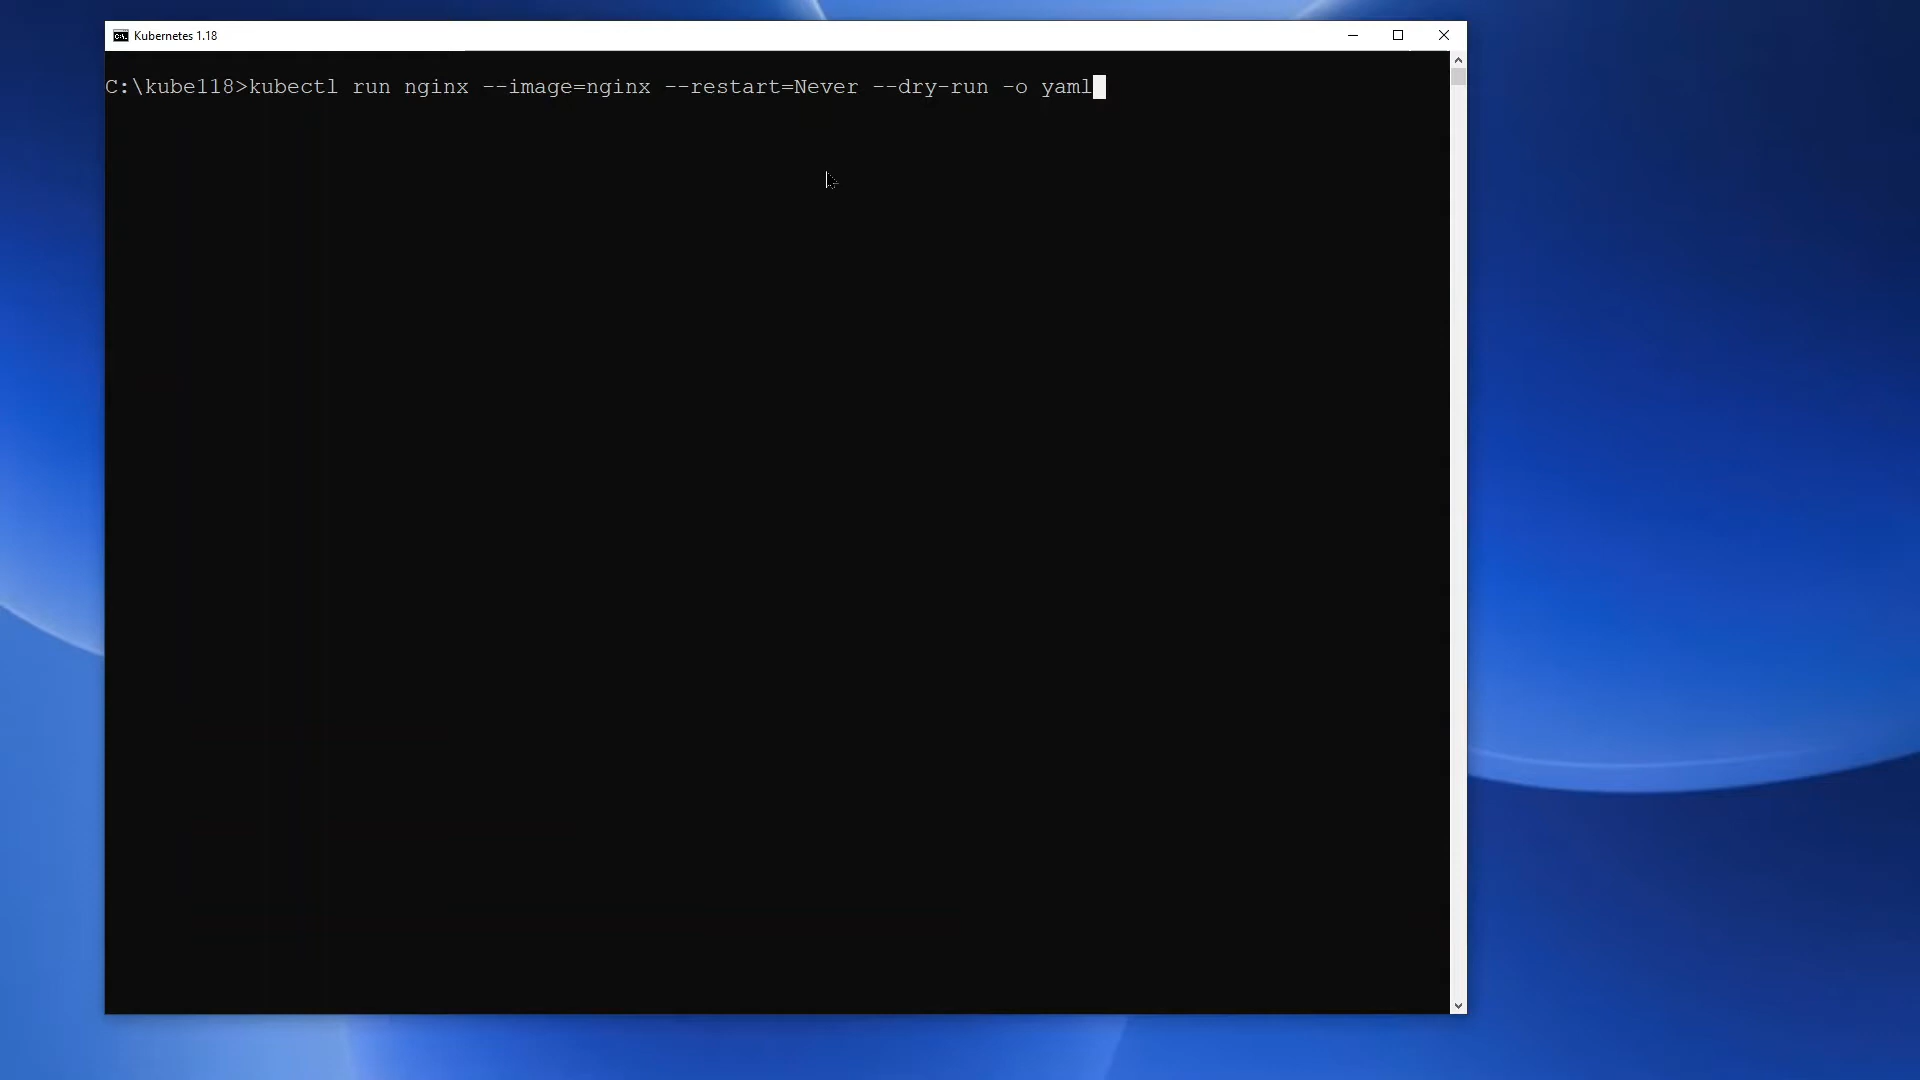 Kubernetes 1.18
C:\kube118>kubectl run nginx --image=nginx --restart=Never --dry-run -o yaml